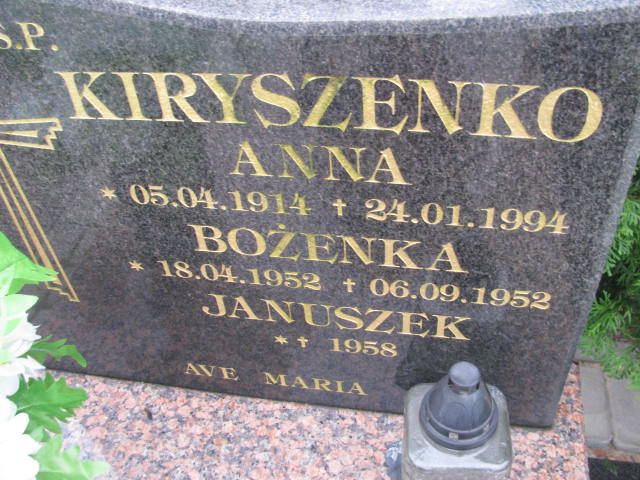 Ś.P.
KIRYSZENKO
ANNA
* 05.04.1914 † 24.01.1994
BOŻENKA
* 18.04.1952 † 06.09.1952
JANUSZEK
* † 1958
AVE MARIA